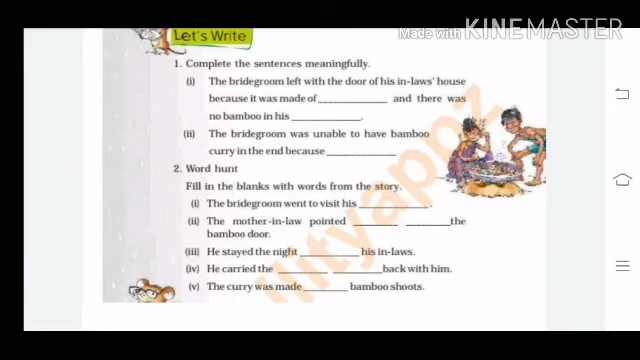 Let's Write
Made with KINEMASTER
1. Complete the sentences meaningfully.
(i) The bridegroom left with the door of his in-laws' house
because it was made of ____________ and there was
no bamboo in his ____________.
(ii) The bridegroom was unable to have bamboo
curry in the end because ____________
2. Word hunt
Fill in the blanks with words from the story.
(i) The bridegroom went to visit his ____________ .
(ii) The mother-in-law pointed ________ ________ the
bamboo door.
(iii) He stayed the night ___________ his in-laws.
(iv) He carried the _________ _________ back with him.
(v) The curry was made ________ bamboo shoots.